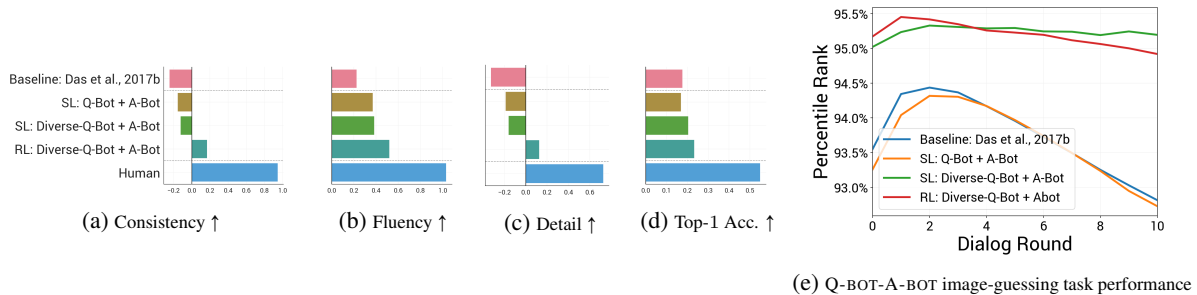 Baseline: Das et al., 2017b
SL: Q-Bot + A-Bot
SL: Diverse-Q-Bot + A-Bot
RL: Diverse-Q-Bot + A-Bot
Human
-0.2 0.0 0.2 0.4 0.6 0.8 1.0
(a) Consistency ↑
0.0 0.2 0.4 0.6 0.8 1.0
(b) Fluency ↑
-0.2 0.0 0.2 0.4 0.6
(c) Detail ↑
0.0 0.1 0.2 0.3 0.4 0.5
(d) Top-1 Acc. ↑
Percentile Rank
95.5%
95.0%
94.5%
94.0%
93.5%
93.0%
Baseline: Das et al., 2017b
SL: Q-Bot + A-Bot
SL: Diverse-Q-Bot + A-Bot
RL: Diverse-Q-Bot + Abot
0 2 4 6 8 10
Dialog Round
(e) Q-BOT-A-BOT image-guessing task performance